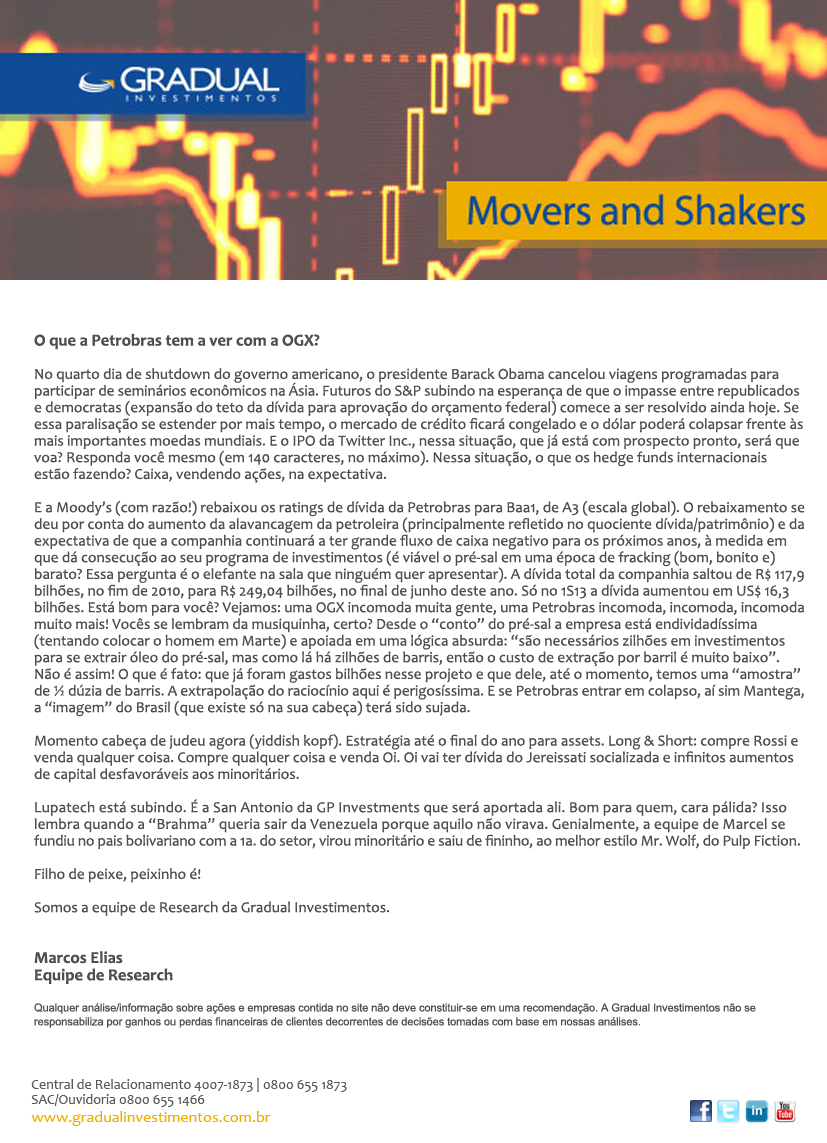 GRADUAL
INVESTIMENTOS
Movers and Shakers
O que a Petrobras tem a ver com a OGX?
No quarto dia de shutdown do governo americano, o presidente Barack Obama cancelou viagens programadas para
participar de seminários econômicos na Ásia. Futuros do S&P subindo na esperança de que o impasse entre republicados
e democratas (expansão do teto da dívida para aprovação do orçamento federal) comece a ser resolvido ainda hoje. Se
essa paralisação se estender por mais tempo, o mercado de crédito ficará congelado e o dólar poderá colapsar frente às
mais importantes moedas mundiais. E o IPO da Twitter Inc., nessa situação, que já está com prospecto pronto, será que
voa? Responda você mesmo (em 140 caracteres, no máximo). Nessa situação, o que os hedge funds internacionais
estão fazendo? Caixa, vendendo ações, na expectativa.
E a Moody's (com razão!) rebaixou os ratings de dívida da Petrobras para Baa1, de A3 (escala global). O rebaixamento se
deu por conta do aumento da alavancagem da petroleira (principalmente refletido no quociente dívida/patrimônio) e da
expectativa de que a companhia continuará a ter grande fluxo de caixa negativo para os próximos anos, à medida em
que dá consecução ao seu programa de investimentos (é viável o pré-sal em uma época de fracking (bom, bonito e)
barato? Essa pergunta é o elefante na sala que ninguém quer apresentar). A dívida total da companhia saltou de R$ 117,9
bilhões, no fim de 2010, para R$ 249,04 bilhões, no final de junho deste ano. Só no 1S13 a dívida aumentou em US$ 16,3
bilhões. Está bom para você? Vejamos: uma OGX incomoda muita gente, uma Petrobras incomoda, incomoda, incomoda
muito mais! Vocês se lembram da musiquinha, certo? Desde o “conto” do pré-sal a empresa está endividadíssima
(tentando colocar o homem em Marte) e apoiada em uma lógica absurda: “são necessários zilhões em investimentos
para se extrair óleo do pré-sal, mas como lá há zilhões de barris, então o custo de extração por barril é muito baixo”.
Não é assim! O que é fato: que já foram gastos bilhões nesse projeto e que dele, até o momento, temos uma “amostra”
de ½ dúzia de barris. A extrapolação do raciocínio aqui é perigosíssima. E se Petrobras entrar em colapso, aí sim Mantega,
a “imagem” do Brasil (que existe só na sua cabeça) terá sido sujada.
Momento cabeça de judeu agora (yiddish kopf). Estratégia até o final do ano para assets. Long & Short: compre Rossi e
venda qualquer coisa. Compre qualquer coisa e venda Oi. Oi vai ter dívida do Jereissati socializada e infinitos aumentos
de capital desfavoráveis aos minoritários.
Lupatech está subindo. É a San Antonio da GP Investments que será aportada ali. Bom para quem, cara pálida? Isso
lembra quando a “Brahma” queria sair da Venezuela porque aquilo não virava. Genialmente, a equipe de Marcel se
fundiu no pais bolivariano com a 1a. do setor, virou minoritário e saiu de fininho, ao melhor estilo Mr. Wolf, do Pulp Fiction.
Filho de peixe, peixinho é!
Somos a equipe de Research da Gradual Investimentos.
Marcos Elias
Equipe de Research
Qualquer análise/informação sobre ações e empresas contida no site não deve constituir-se em uma recomendação. A Gradual Investimentos não se
responsabiliza por ganhos ou perdas financeiras de clientes decorrentes de decisões tomadas com base em nossas análises.
Central de Relacionamento 4007-1873 | 0800 655 1873
SAC/Ouvidoria 0800 655 1466
www.gradualinvestimentos.com.br
f t in You Tube